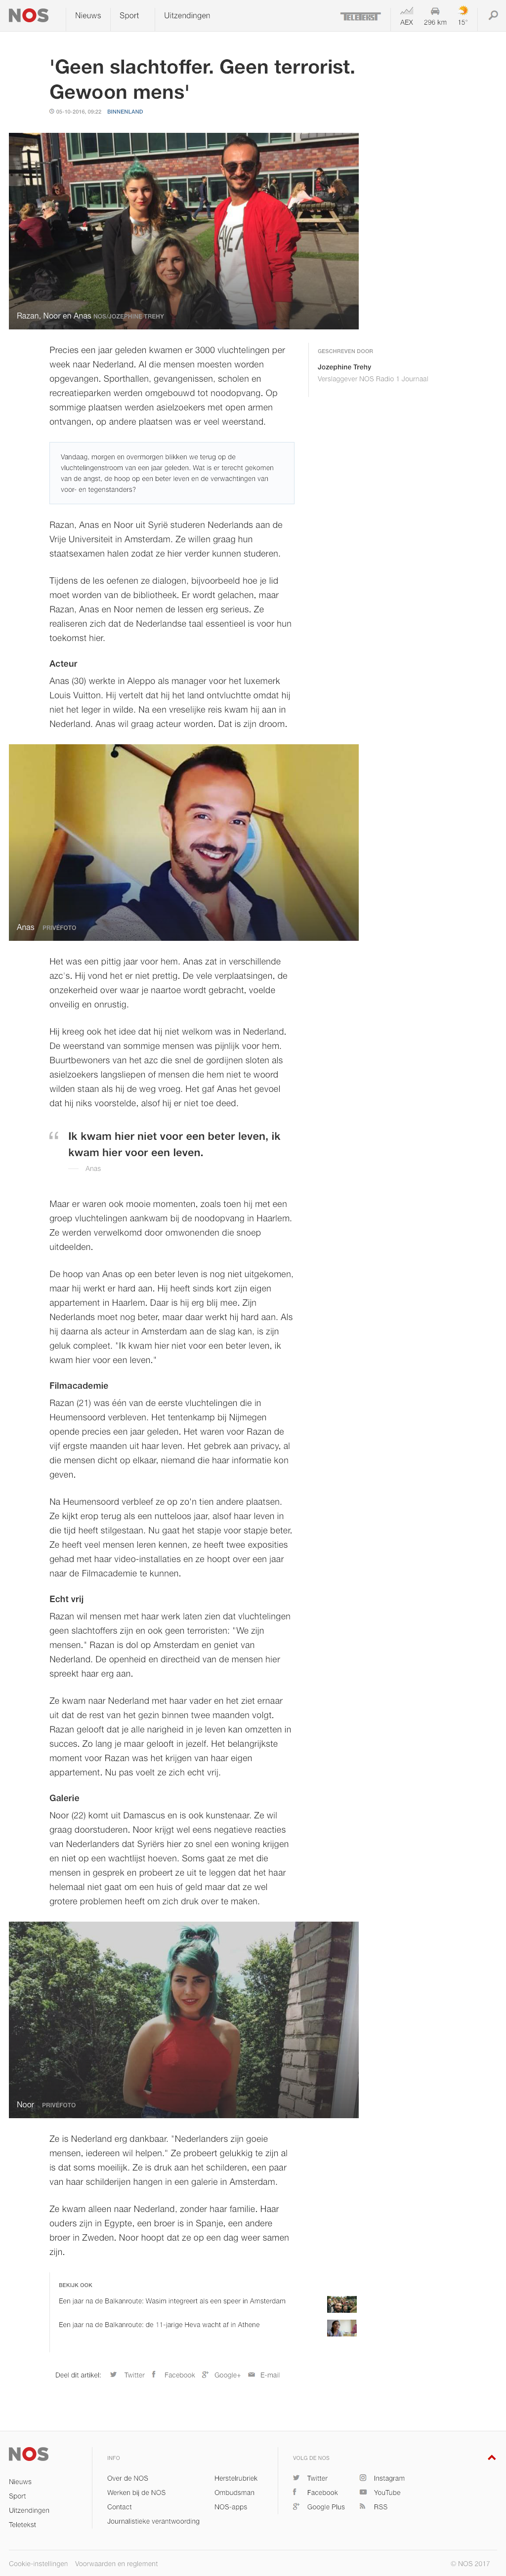 NOS
Nieuws
Sport
Uitzendingen
TELETEKST
AEX
296 km
15°
'Geen slachtoffer. Geen terrorist.
Gewoon mens'
05-10-2016, 09:22 BINNENLAND
Razan, Noor en Anas NOS/JOZEPHINE TREHY
Precies een jaar geleden kwamen er 3000 vluchtelingen per
week naar Nederland. Al die mensen moesten worden
opgevangen. Sporthallen, gevangenissen, scholen en
recreatieparken werden omgebouwd tot noodopvang. Op
sommige plaatsen werden asielzoekers met open armen
ontvangen, op andere plaatsen was er veel weerstand.
GESCHREVEN DOOR
Jozephine Trehy
Verslaggever NOS Radio 1 Journaal
Vandaag, morgen en overmorgen blikken we terug op de
vluchtelingenstroom van een jaar geleden. Wat is er terecht gekomen
van de angst, de hoop op een beter leven en de verwachtingen van
voor- en tegenstanders?
Razan, Anas en Noor uit Syrië studeren Nederlands aan de
Vrije Universiteit in Amsterdam. Ze willen graag hun
staatsexamen halen zodat ze hier verder kunnen studeren.
Tijdens de les oefenen ze dialogen, bijvoorbeeld hoe je lid
moet worden van de bibliotheek. Er wordt gelachen, maar
Razan, Anas en Noor nemen de lessen erg serieus. Ze
realiseren zich dat de Nederlandse taal essentieel is voor hun
toekomst hier.
Acteur
Anas (30) werkte in Aleppo als manager voor het luxemerk
Louis Vuitton. Hij vertelt dat hij het land ontvluchtte omdat hij
niet het leger in wilde. Na een vreselijke reis kwam hij aan in
Nederland. Anas wil graag acteur worden. Dat is zijn droom.
Anas PRIVÉFOTO
Het was een pittig jaar voor hem. Anas zat in verschillende
azc's. Hij vond het er niet prettig. De vele verplaatsingen, de
onzekerheid over waar je naartoe wordt gebracht, voelde
onveilig en onrustig.
Hij kreeg ook het idee dat hij niet welkom was in Nederland.
De weerstand van sommige mensen was pijnlijk voor hem.
Buurtbewoners van het azc die snel de gordijnen sloten als
asielzoekers langsliepen of mensen die hem niet te woord
wilden staan als hij de weg vroeg. Het gaf Anas het gevoel
dat hij niks voorstelde, alsof hij er niet toe deed.
“ Ik kwam hier niet voor een beter leven, ik
kwam hier voor een leven.
Anas
Maar er waren ook mooie momenten, zoals toen hij met een
groep vluchtelingen aankwam bij de noodopvang in Haarlem.
Ze werden verwelkomd door omwonenden die snoep
uitdeelden.
De hoop van Anas op een beter leven is nog niet uitgekomen,
maar hij werkt er hard aan. Hij heeft sinds kort zijn eigen
appartement in Haarlem. Daar is hij erg blij mee. Zijn
Nederlands moet nog beter, maar daar werkt hij hard aan. Als
hij daarna als acteur in Amsterdam aan de slag kan, is zijn
geluk compleet. "Ik kwam hier niet voor een beter leven, ik
kwam hier voor een leven."
Filmacademie
Razan (21) was één van de eerste vluchtelingen die in
Heumensoord verbleven. Het tentenkamp bij Nijmegen
opende precies een jaar geleden. Het waren voor Razan de
vijf ergste maanden uit haar leven. Het gebrek aan privacy, al
die mensen dicht op elkaar, niemand die haar informatie kon
geven.
Na Heumensoord verbleef ze op zo'n tien andere plaatsen.
Ze kijkt erop terug als een nutteloos jaar, alsof haar leven in
die tijd heeft stilgestaan. Nu gaat het stapje voor stapje beter.
Ze heeft veel mensen leren kennen, ze heeft twee exposities
gehad met haar video-installaties en ze hoopt over een jaar
naar de Filmacademie te kunnen.
Echt vrij
Razan wil mensen met haar werk laten zien dat vluchtelingen
geen slachtoffers zijn en ook geen terroristen: "We zijn
mensen." Razan is dol op Amsterdam en geniet van
Nederland. De openheid en directheid van de mensen hier
spreekt haar erg aan.
Ze kwam naar Nederland met haar vader en het ziet ernaar
uit dat de rest van het gezin binnen twee maanden volgt.
Razan gelooft dat je alle narigheid in je leven kan omzetten in
succes. Zo lang je maar gelooft in jezelf. Het belangrijkste
moment voor Razan was het krijgen van haar eigen
appartement. Nu pas voelt ze zich echt vrij.
Galerie
Noor (22) komt uit Damascus en is ook kunstenaar. Ze wil
graag doorstuderen. Noor krijgt wel eens negatieve reacties
van Nederlanders dat Syriërs hier zo snel een woning krijgen
en niet op een wachtlijst hoeven. Soms gaat ze met die
mensen in gesprek en probeert ze uit te leggen dat het haar
helemaal niet gaat om een huis of geld maar dat ze wel
grotere problemen heeft om zich druk over te maken.
Noor PRIVÉFOTO
Ze is Nederland erg dankbaar. "Nederlanders zijn goeie
mensen, iedereen wil helpen." Ze probeert gelukkig te zijn al
is dat soms moeilijk. Ze is druk aan het schilderen, een paar
van haar schilderijen hangen in een galerie in Amsterdam.
Ze kwam alleen naar Nederland, zonder haar familie. Haar
ouders zijn in Egypte, een broer is in Spanje, een andere
broer in Zweden. Noor hoopt dat ze op een dag weer samen
zijn.
BEKIJK OOK
Een jaar na de Balkanroute: Wasim integreert als een speer in Amsterdam
Een jaar na de Balkanroute: de 11-jarige Heva wacht af in Athene
Deel dit artikel: Twitter Facebook Google+ E-mail
NOS
Nieuws
Sport
Uitzendingen
Teletekst
INFO
Over de NOS
Werken bij de NOS
Contact
Journalistieke verantwoording
Herstelrubriek
Ombudsman
NOS-apps
VOLG DE NOS
Twitter
Facebook
Google Plus
Instagram
YouTube
RSS
Cookie-instellingen Voorwaarden en reglement
© NOS 2017